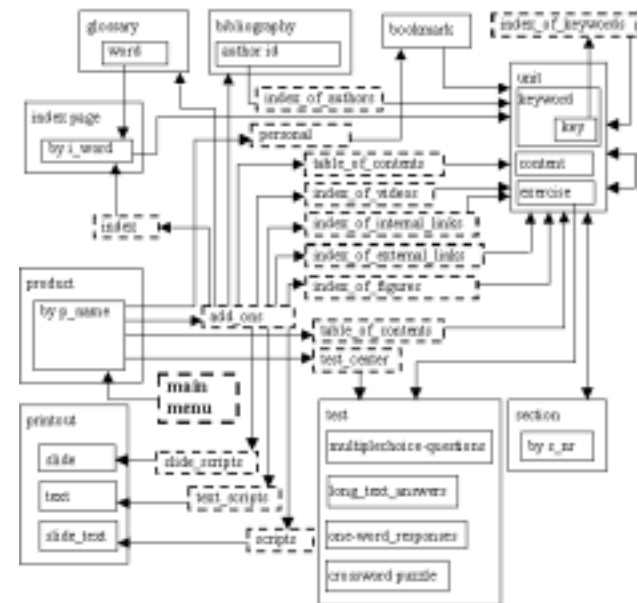 glossary
word
bibliography
author id
bookmark
index_of_keywords
unit
keyword
key
content
exercise
index_of_authors
index page
by i_word
personal
table_of_contents
index_of_videos
index
index_of_internal_links
index_of_external_links
product
by p_name
index_of_figures
add_ons
table_of_contents
test_center
main
menu
printout
slide
text
slide_text
slide_scripts
text_scripts
scripts
test
multiplechoice-questions
long_text_answers
one-word_responses
crossword puzzle
section
by s_nr